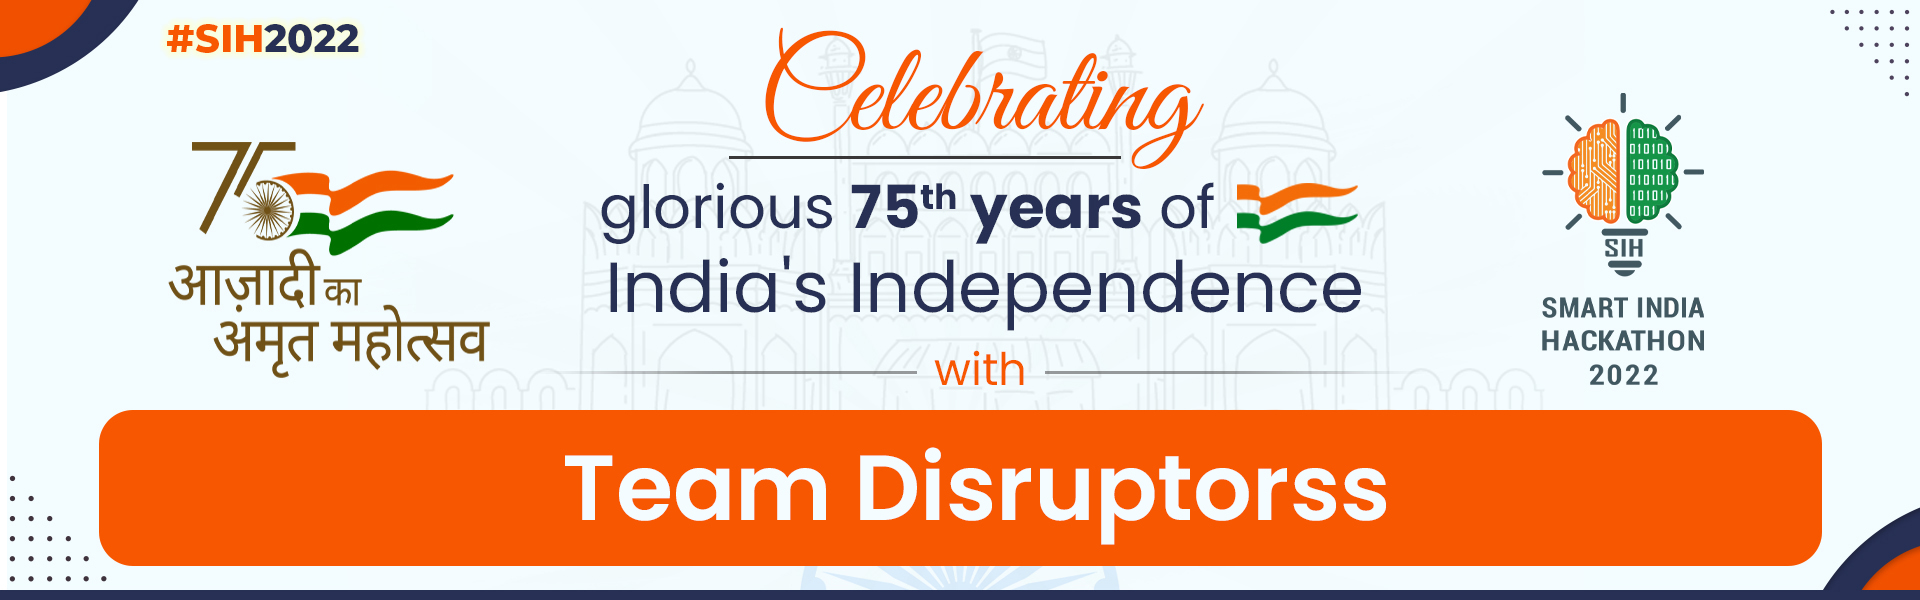 #SIH2022
75
आज़ादी का
अमृत महोत्सव
Celebrating
glorious 75th years of
India's Independence
with
Team Disruptorss
SIH
SMART INDIA
HACKATHON
2022